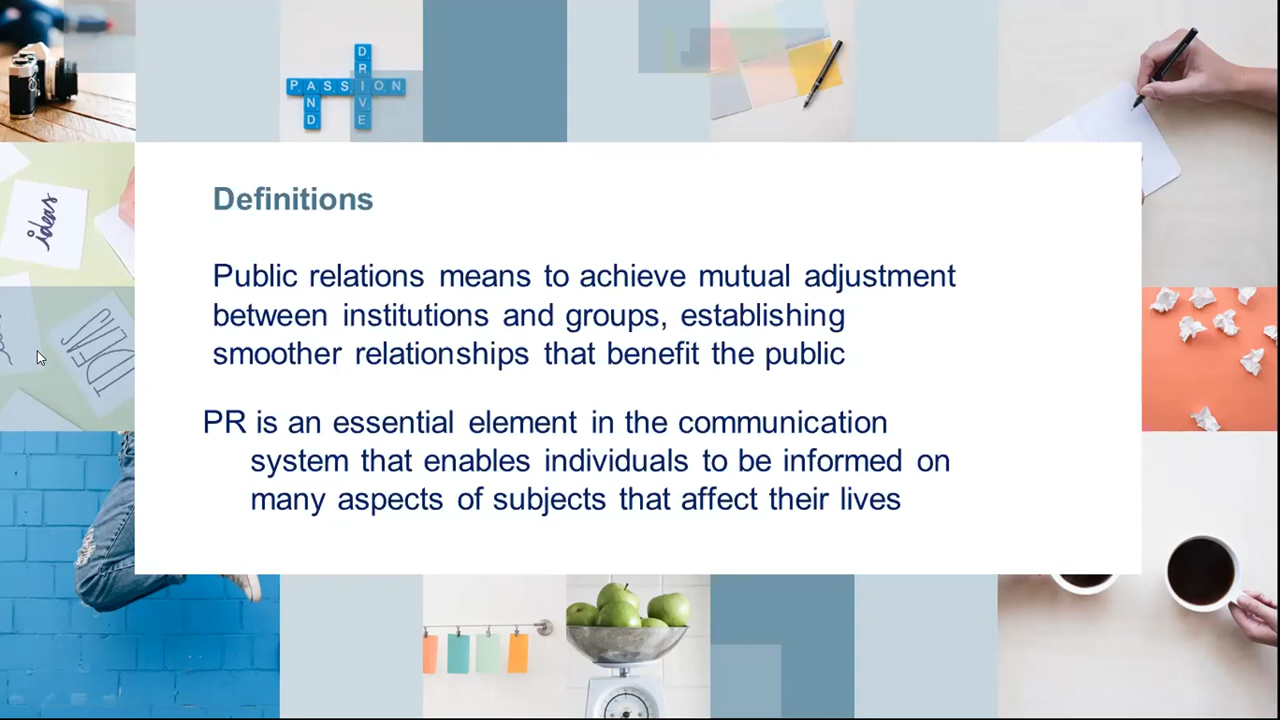 DRIVE
PASSION
AND
ideas
IDEAS
Definitions
Public relations means to achieve mutual adjustment
between institutions and groups, establishing
smoother relationships that benefit the public
PR is an essential element in the communication
system that enables individuals to be informed on
many aspects of subjects that affect their lives